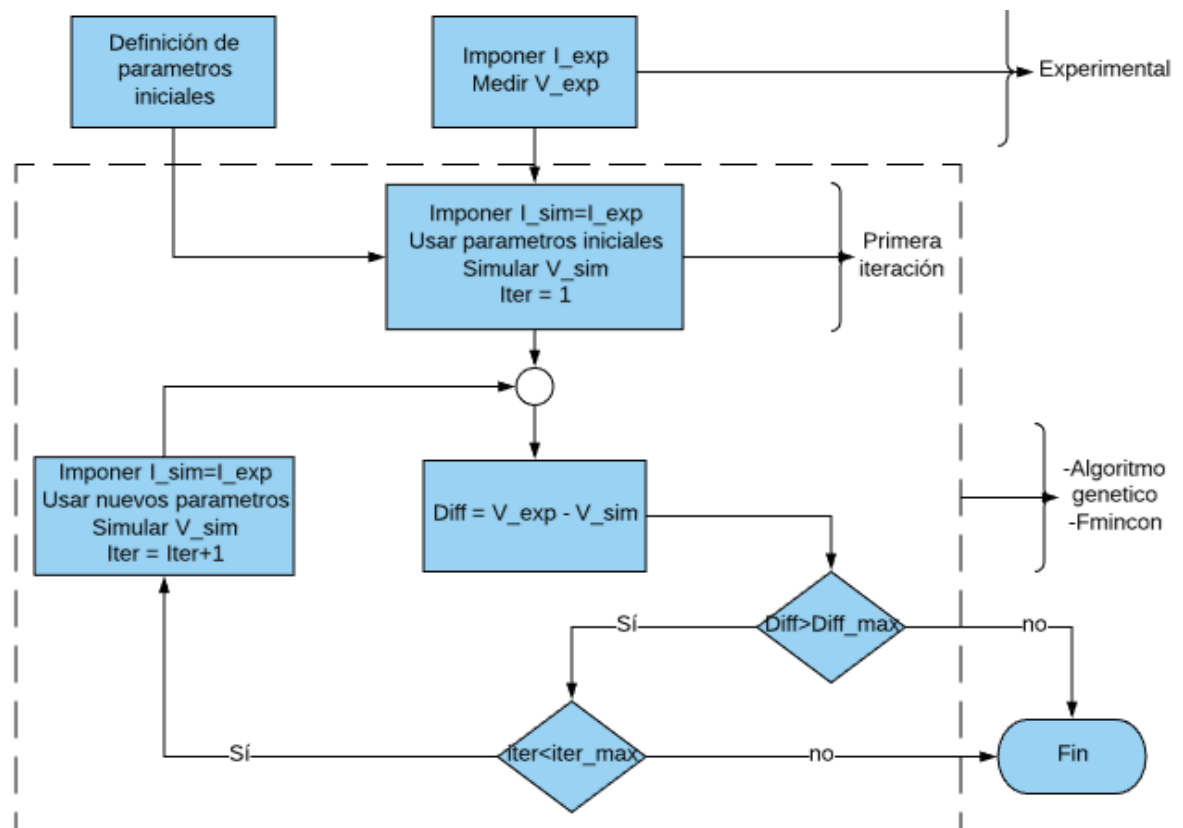 Definición de
parametros
iniciales
Imponer I_exp
Medir V_exp
Experimental
Imponer I_sim=I_exp
Usar parametros iniciales
Simular V_sim
Iter = 1
Primera
iteración
Imponer I_sim=I_exp
Usar nuevos parametros
Simular V_sim
Iter = Iter+1
Diff = V_exp - V_sim
-Algoritmo
genetico
-Fmincon
Diff>Diff_max
Sí
no
iter<iter_max
Sí
no
Fin